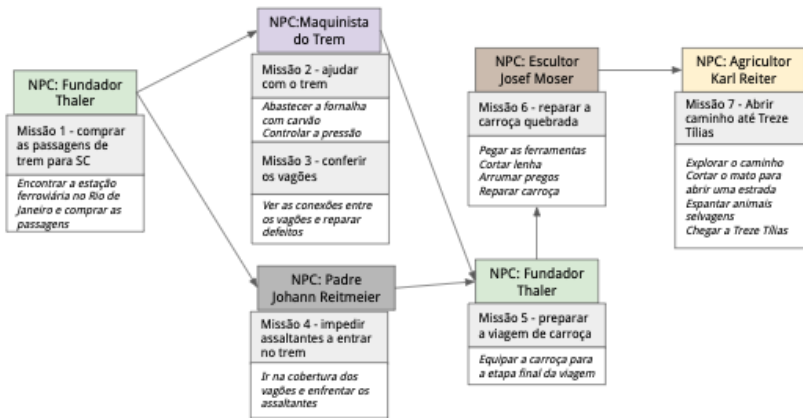 NPC: Fundador
Thaler
Missão 1 - comprar
as passagens de
trem para SC
Encontrar a estação
ferroviária no Rio de
Janeiro e comprar as
passagens
NPC:Maquinista
do Trem
Missão 2 - ajudar
com o trem
Abastecer a fornalha
com carvão
Controlar a pressão
Missão 3 - conferir
os vagões
Ver as conexões entre
os vagões e reparar
defeitos
NPC: Padre
Johann Reitmeier
Missão 4 - impedir
assaltantes a entrar
no trem
Ir na cobertura dos
vagões e enfrentar os
assaltantes
NPC: Fundador
Thaler
Missão 5 - preparar
a viagem de carroça
Equipar a carroça para
a etapa final da viagem
NPC: Escultor
Josef Moser
Missão 6 - reparar a
carroça quebrada
Pegar as ferramentas
Cortar lenha
Arrumar pregos
Reparar carroça
NPC: Agricultor
Karl Reiter
Missão 7 - Abrir
caminho até Treze
Tílias
Explorar o caminho
Cortar o mato para
abrir uma estrada
Espantar animais
selvagens
Chegar a Treze Tílias